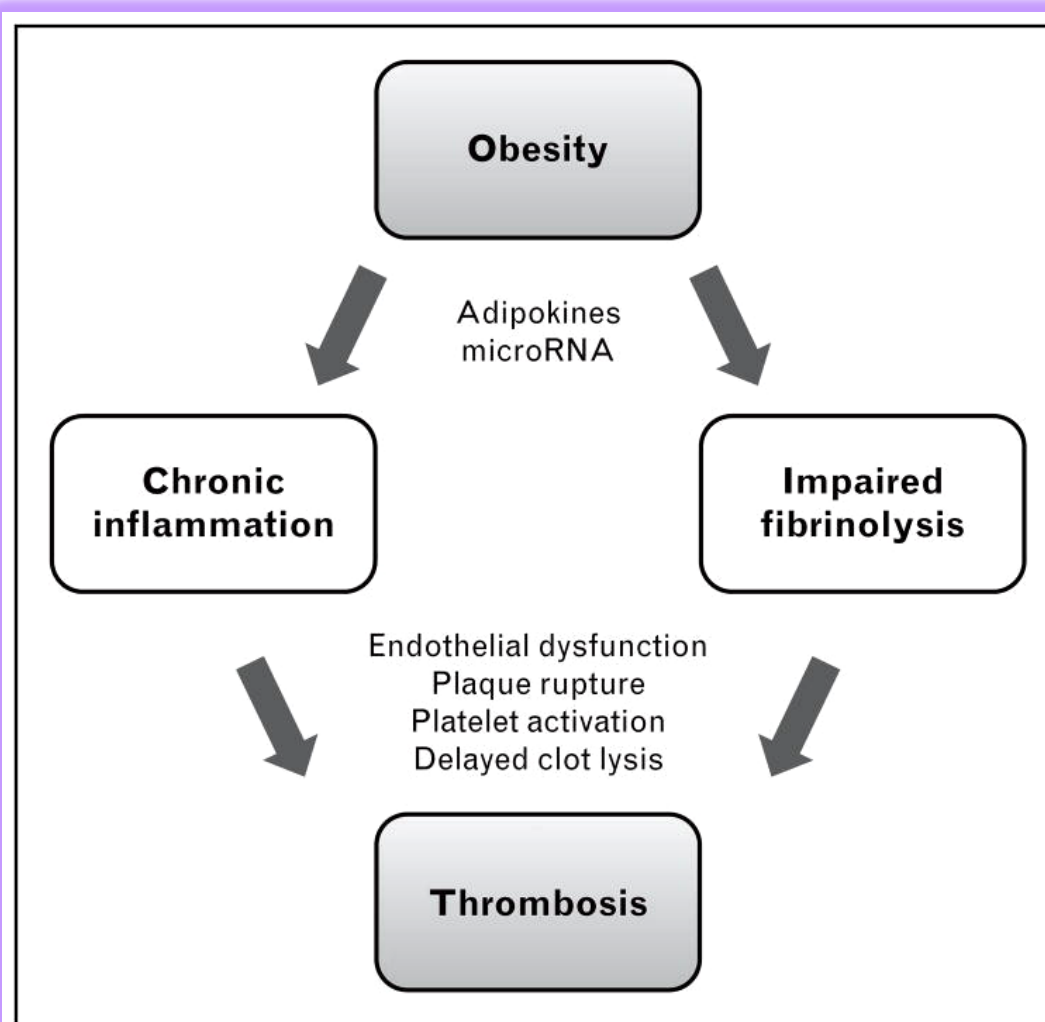 Obesity
Adipokines
microRNA
Chronic
inflammation
Impaired
fibrinolysis
Endothelial dysfunction
Plaque rupture
Platelet activation
Delayed clot lysis
Thrombosis